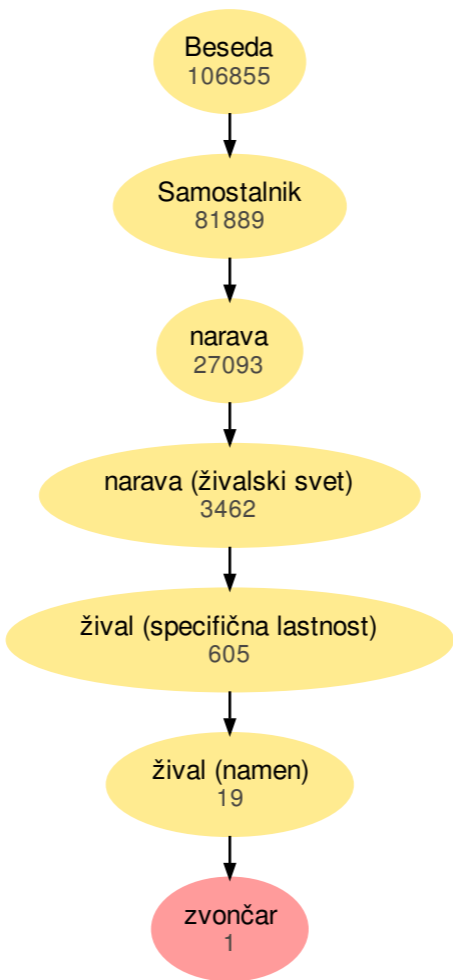 Beseda
106855
Samostalnik
81889
narava
27093
narava (živalski svet)
3462
žival (specifična lastnost)
605
žival (namen)
19
zvončar
1